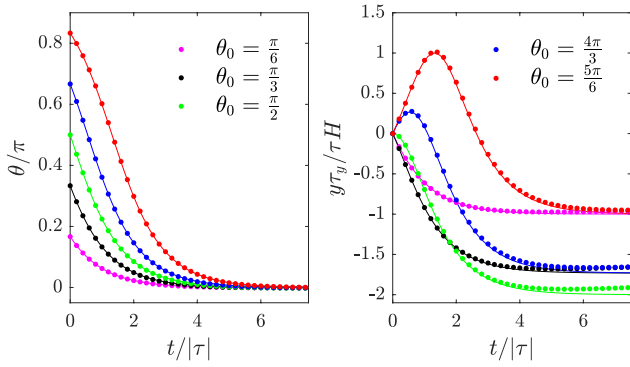 0.8
0.6
0.4
0.2
0
θ/π
0 2 4 6
t/|τ|
θ₀ = π/6
θ₀ = π/3
θ₀ = π/2
1.5
1
0.5
0
-0.5
-1
-1.5
-2
yτ_y/τH
0 2 4 6
t/|τ|
θ₀ = 4π/3
θ₀ = 5π/6